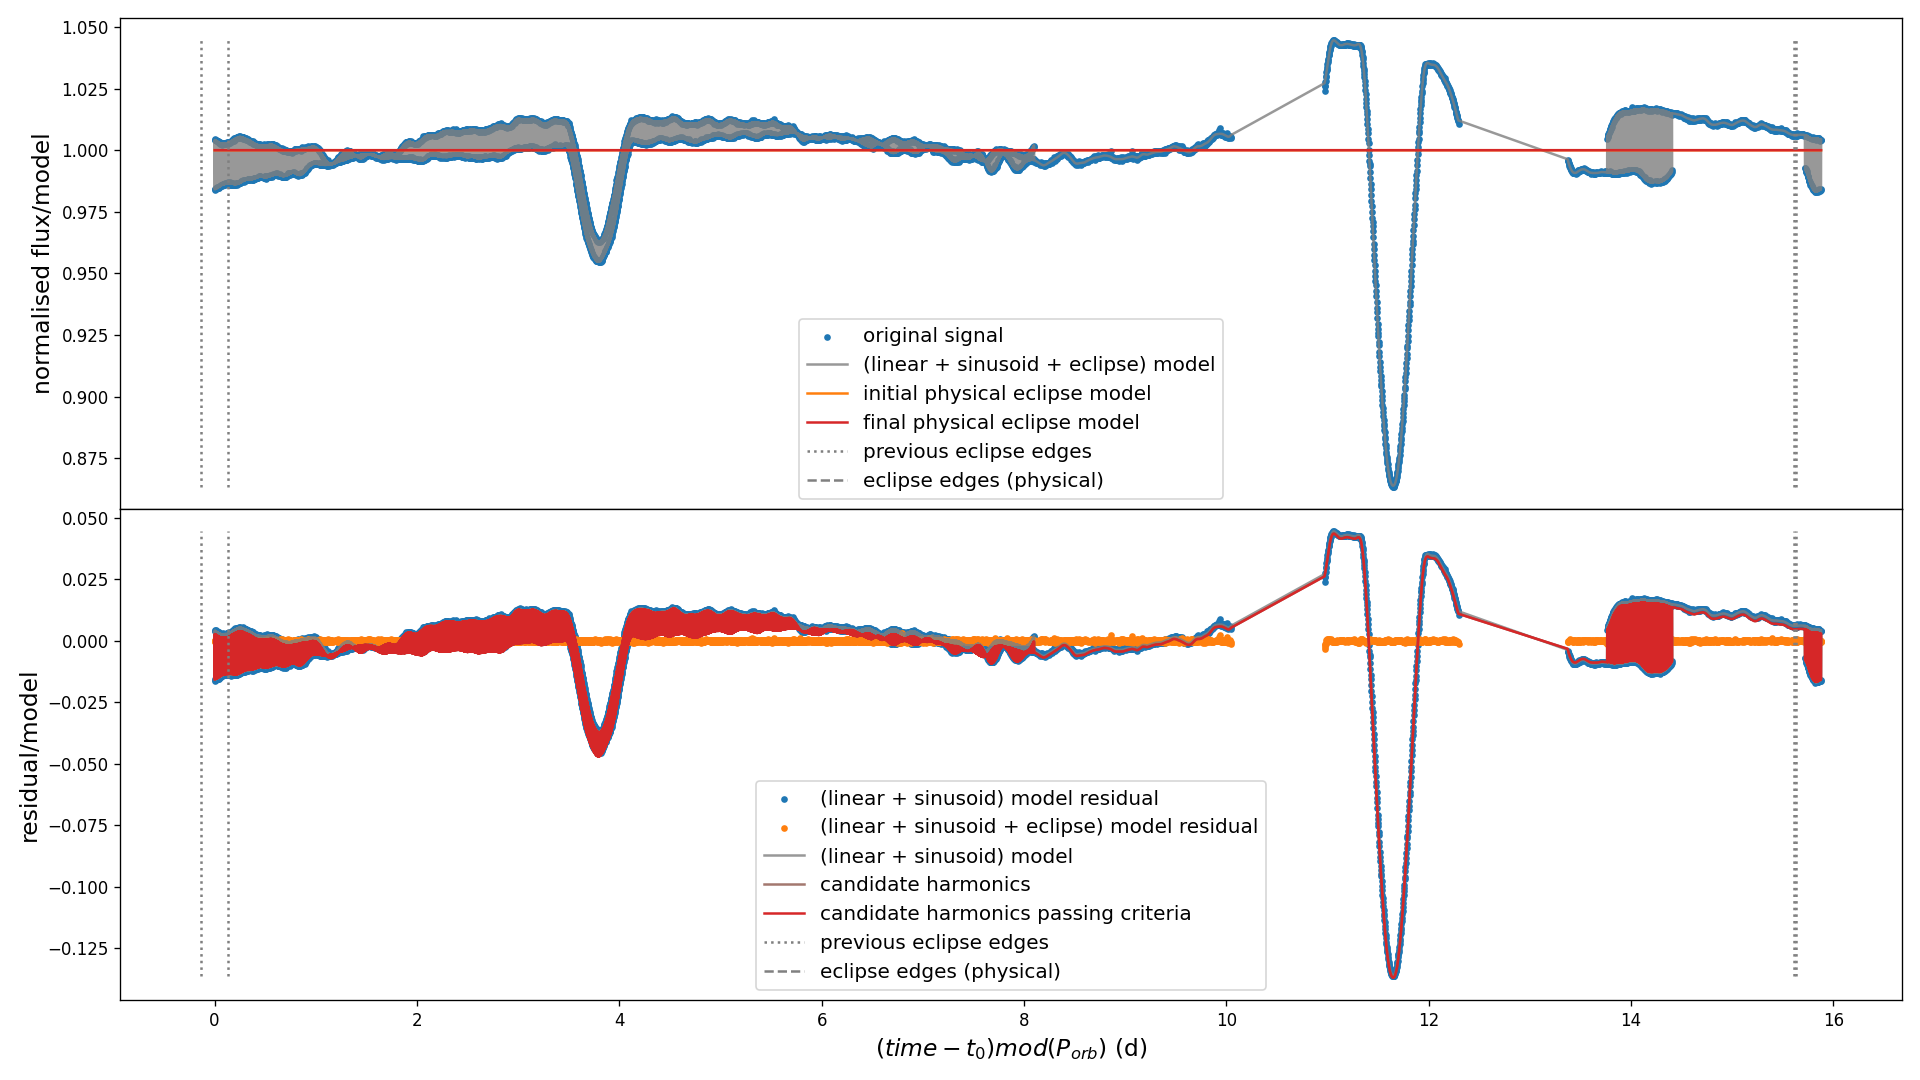 1.050
1.025
1.000
0.975
0.950
0.925
0.900
0.875
normalised flux/model
original signal
(linear + sinusoid + eclipse) model
initial physical eclipse model
final physical eclipse model
previous eclipse edges
eclipse edges (physical)
0.050
0.025
0.000
−0.025
−0.050
−0.075
−0.100
−0.125
residual/model
(linear + sinusoid) model residual
(linear + sinusoid + eclipse) model residual
(linear + sinusoid) model
candidate harmonics
candidate harmonics passing criteria
previous eclipse edges
eclipse edges (physical)
0 2 4 6 8 10 12 14 16
(time − t₀)mod(Pₒᵣb) (d)